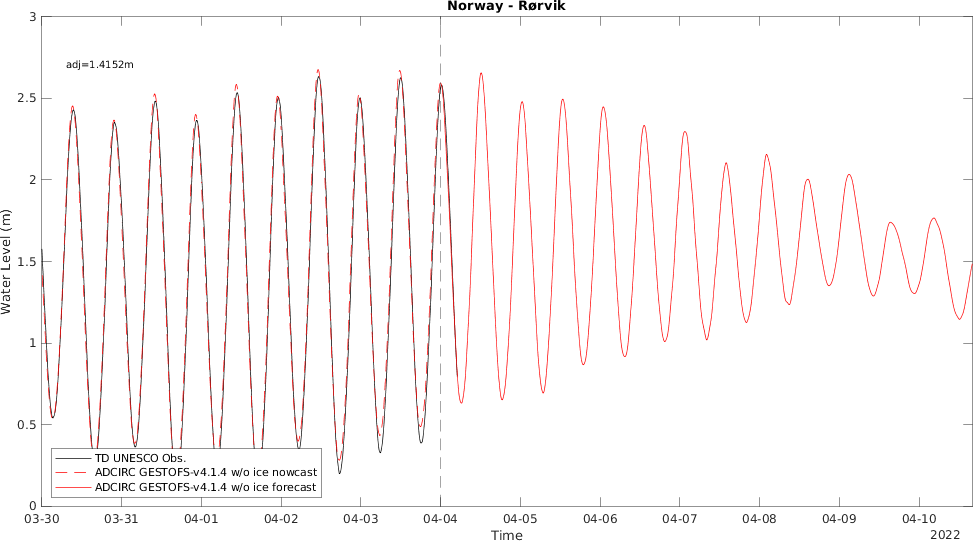 Norway - Rørvik
adj=1.4152m
3
2.5
2
1.5
1
0.5
0
Water Level (m)
TD UNESCO Obs.
ADCIRC GESTOFS-v4.1.4 w/o ice nowcast
ADCIRC GESTOFS-v4.1.4 w/o ice forecast
03-30 03-31 04-01 04-02 04-03 04-04 04-05 04-06 04-07 04-08 04-09 04-10
2022
Time